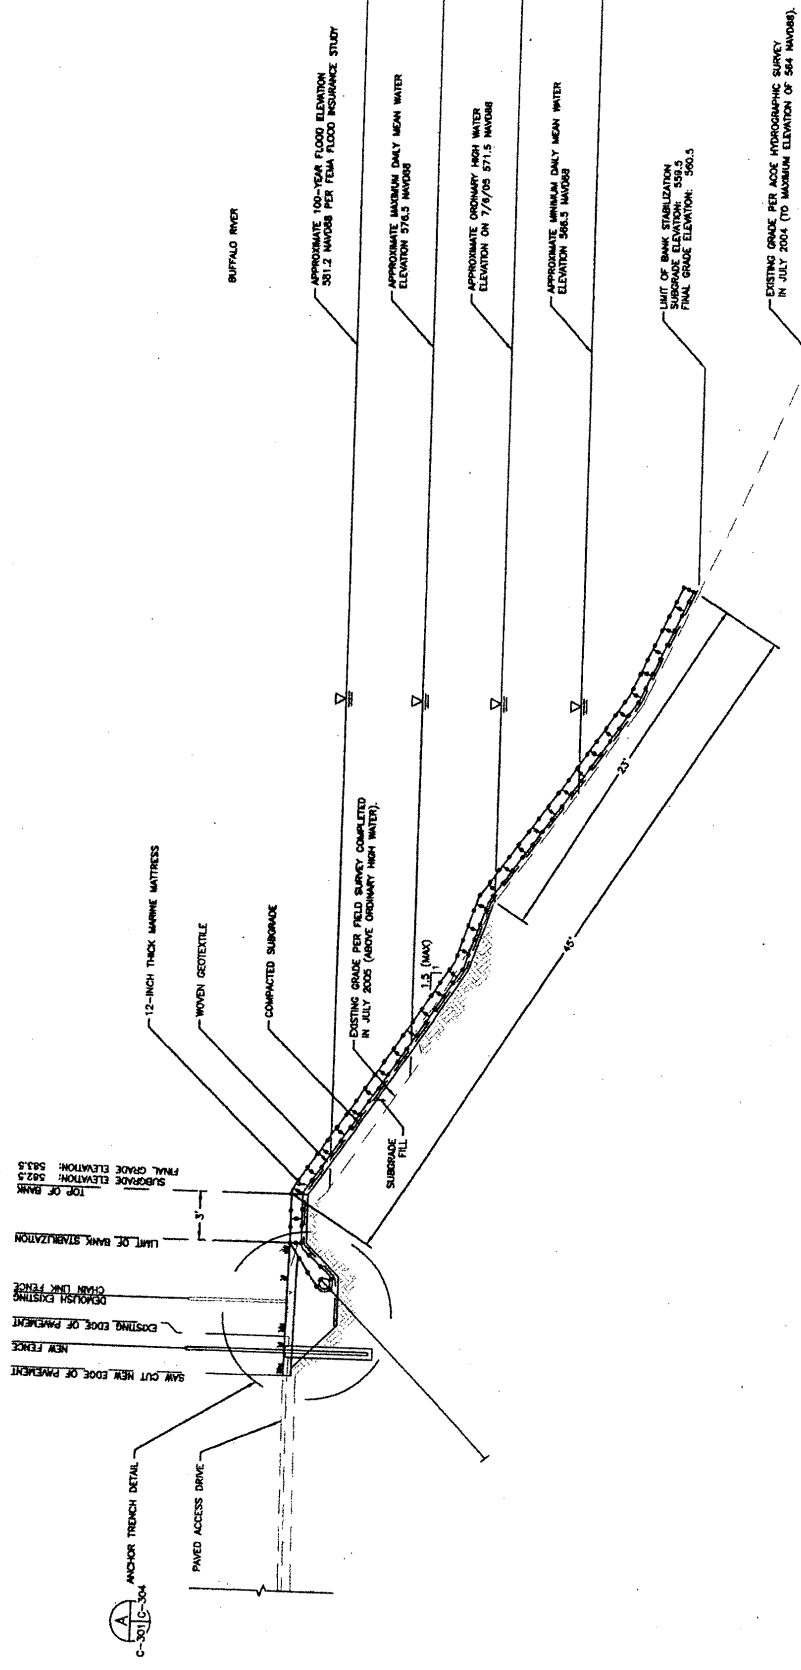 BUFFALO RIVER
APPROXIMATE 100-YEAR FLOOD ELEVATION
581.2 NAVD88 PER FEMA FLOOD INSURANCE STUDY
APPROXIMATE MAXIMUM DAILY MEAN WATER
ELEVATION 576.5 NAVD88
APPROXIMATE ORDINARY HIGH WATER
ELEVATION ON 7/6/05 571.5 NAVD88
APPROXIMATE MINIMUM DAILY MEAN WATER
ELEVATION 566.5 NAVD88
LIMIT OF BANK STABILIZATION
SUBGRADE ELEVATION: 559.5
FINAL GRADE ELEVATION: 560.5
EXISTING GRADE PER ACOE HYDROGRAPHIC SURVEY
IN JULY 2004 (TO MAXIMUM ELEVATION OF 564 NAVD88).
12-INCH THICK MARINE MATTRESS
WOVEN GEOTEXTILE
COMPACTED SUBGRADE
EXISTING GRADE PER FIELD SURVEY COMPLETED
IN JULY 2005 (ABOVE ORDINARY HIGH WATER).
1.5 (MAX)
1
SUBGRADE
FILL
23'
45'
3'
TOP OF BANK
SUBGRADE ELEVATION: 582.5
FINAL GRADE ELEVATION: 583.5
LIMIT OF BANK STABILIZATION
DEMOLISH EXISTING
CHAIN LINK FENCE
EXISTING EDGE OF PAVEMENT
NEW FENCE
SAW CUT NEW EDGE OF PAVEMENT
A
C-301
C-304
ANCHOR TRENCH DETAIL
PAVED ACCESS DRIVE